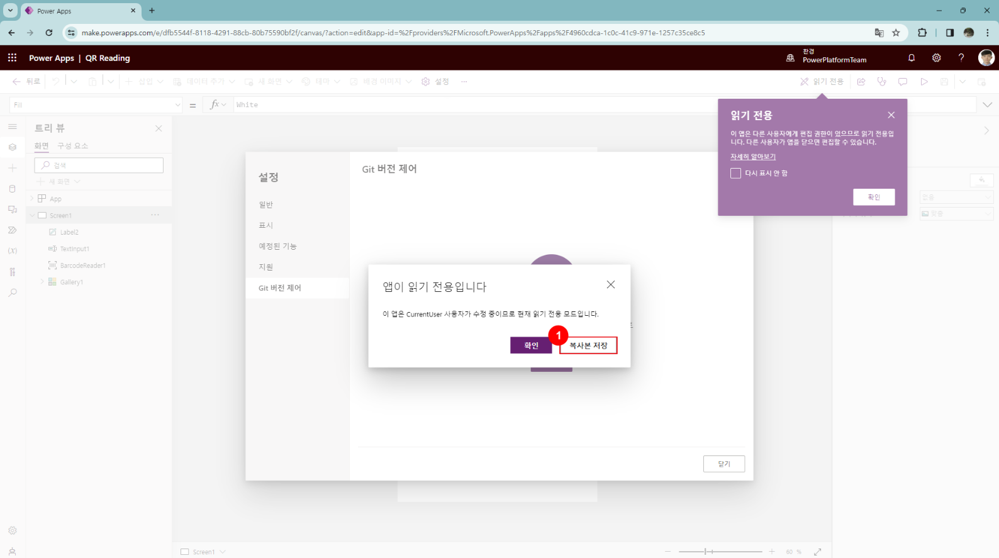 Power Apps
make.powerapps.com/e/dfb5544f-8118-4291-88cb-80b75590bf2f/canvas/?action=edit&app-id=%2Fproviders%2FMicrosoft.PowerApps%2Fapps%2F4960cdca-1c0c-41c9-971e-1257c35ce8c5
Power Apps | QR Reading
환경
PowerPlatformTeam
뒤로
삽입
데이터 추가
새 화면
테마
배경 이미지
설정
읽기 전용
Fill
= fx White
트리 뷰
화면 구성 요소
검색
새 화면
App
Screen1
Label2
TextInput1
BarcodeReader1
Gallery1
설정
일반
표시
예정된 기능
지원
Git 버전 제어
Git 버전 제어
앱이 읽기 전용입니다
이 앱은 CurrentUser 사용자가 수정 중이므로 현재 읽기 전용 모드입니다.
1
확인 복사본 저장
닫기
읽기 전용
이 앱은 다른 사용자에게 편집 권한이 있으므로 읽기 전용입
니다. 다른 사용자가 앱을 닫으면 편집할 수 있습니다.
자세히 알아보기
다시 표시 안 함
확인
없음
맞춤
Screen1
60 %